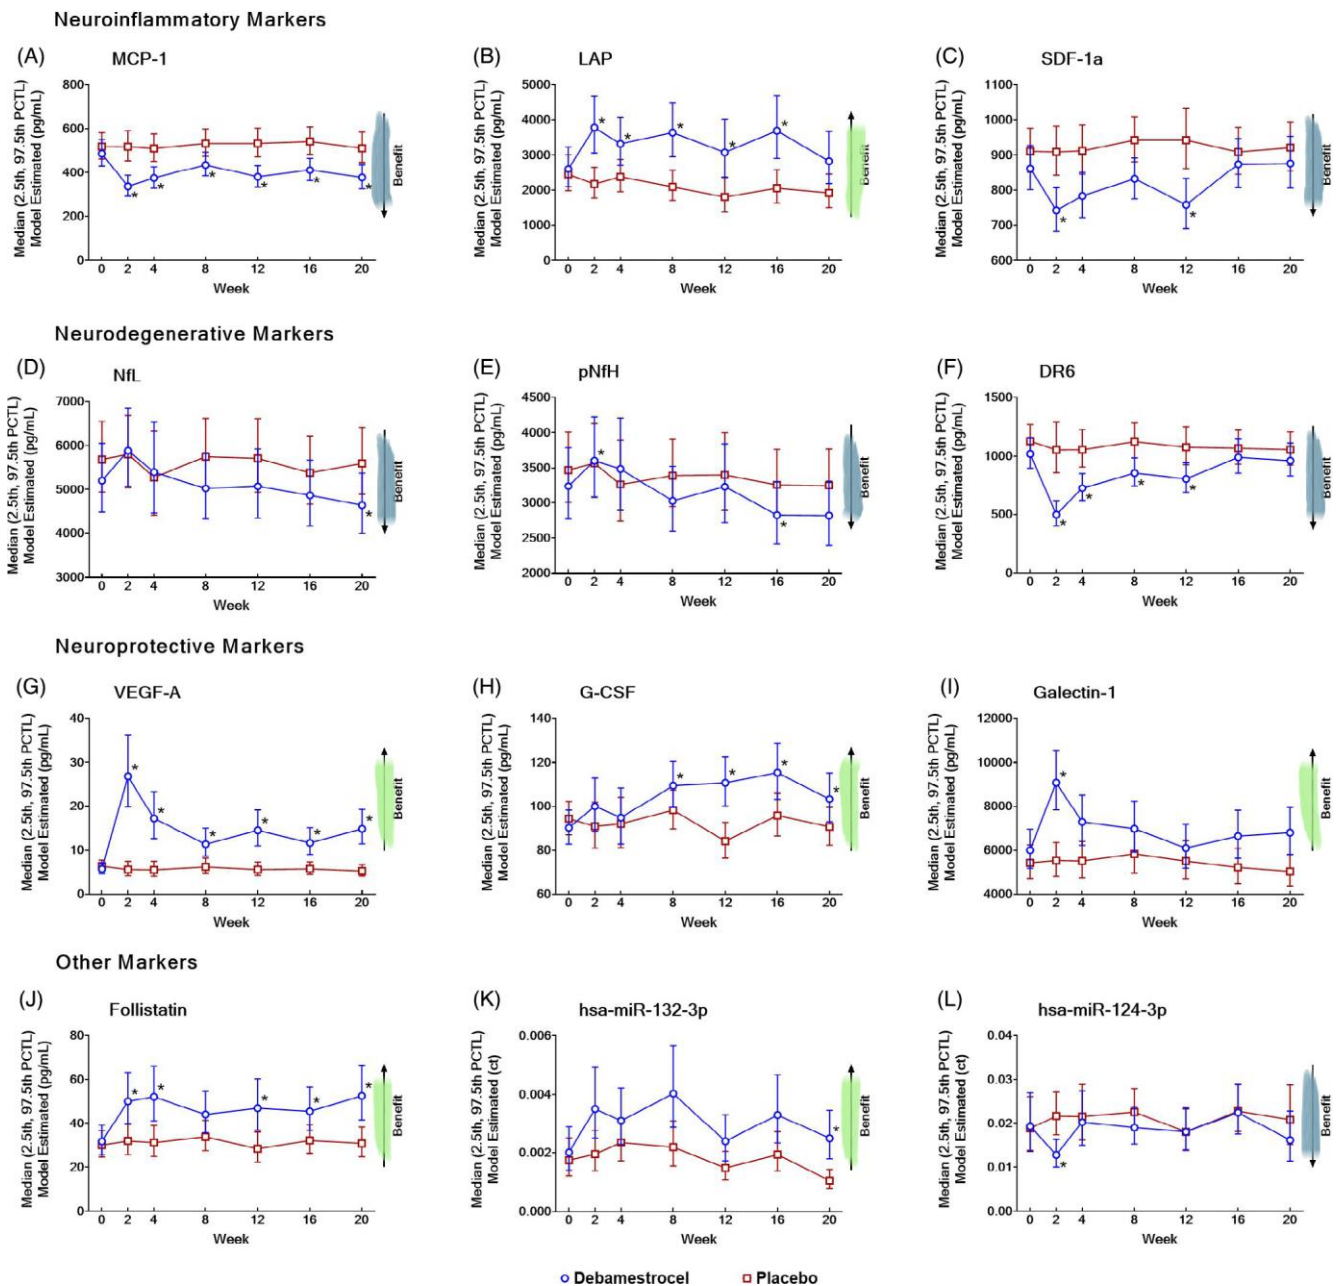 Neuroinflammatory Markers
(A) MCP-1
Median (2.5th, 97.5th PCTL)
Model Estimated (pg/mL)
800
600
400
200
0
* * * * * *
0 2 4 8 12 16 20
Week
Benefit
(B) LAP
Median (2.5th, 97.5th PCTL)
Model Estimated (pg/mL)
5000
4000
3000
2000
1000
0
* * * * *
0 2 4 8 12 16 20
Week
Benefit
(C) SDF-1a
Median (2.5th, 97.5th PCTL)
Model Estimated (pg/mL)
1100
1000
900
800
700
600
* *
0 2 4 8 12 16 20
Week
Benefit
Neurodegenerative Markers
(D) NfL
Median (2.5th, 97.5th PCTL)
Model Estimated (pg/mL)
7000
6000
5000
4000
3000
*
0 2 4 8 12 16 20
Week
Benefit
(E) pNfH
Median (2.5th, 97.5th PCTL)
Model Estimated (pg/mL)
4500
4000
3500
3000
2500
2000
* *
0 2 4 8 12 16 20
Week
Benefit
(F) DR6
Median (2.5th, 97.5th PCTL)
Model Estimated (pg/mL)
1500
1000
500
0
* * * *
0 2 4 8 12 16 20
Week
Benefit
Neuroprotective Markers
(G) VEGF-A
Median (2.5th, 97.5th PCTL)
Model Estimated (pg/mL)
40
30
20
10
0
* * * * * *
0 2 4 8 12 16 20
Week
Benefit
(H) G-CSF
Median (2.5th, 97.5th PCTL)
Model Estimated (pg/mL)
140
120
100
80
60
* * * *
0 2 4 8 12 16 20
Week
Benefit
(I) Galectin-1
Median (2.5th, 97.5th PCTL)
Model Estimated (pg/mL)
12000
10000
8000
6000
4000
*
0 2 4 8 12 16 20
Week
Benefit
Other Markers
(J) Follistatin
Median (2.5th, 97.5th PCTL)
Model Estimated (pg/mL)
80
60
40
20
0
* * * * *
0 2 4 8 12 16 20
Week
Benefit
(K) hsa-miR-132-3p
Median (2.5th, 97.5th PCTL)
Model Estimated (ct)
0.006
0.004
0.002
0.000
*
0 2 4 8 12 16 20
Week
Benefit
(L) hsa-miR-124-3p
Median (2.5th, 97.5th PCTL)
Model Estimated (ct)
0.04
0.03
0.02
0.01
0.00
*
0 2 4 8 12 16 20
Week
Benefit
Debamestrocel Placebo